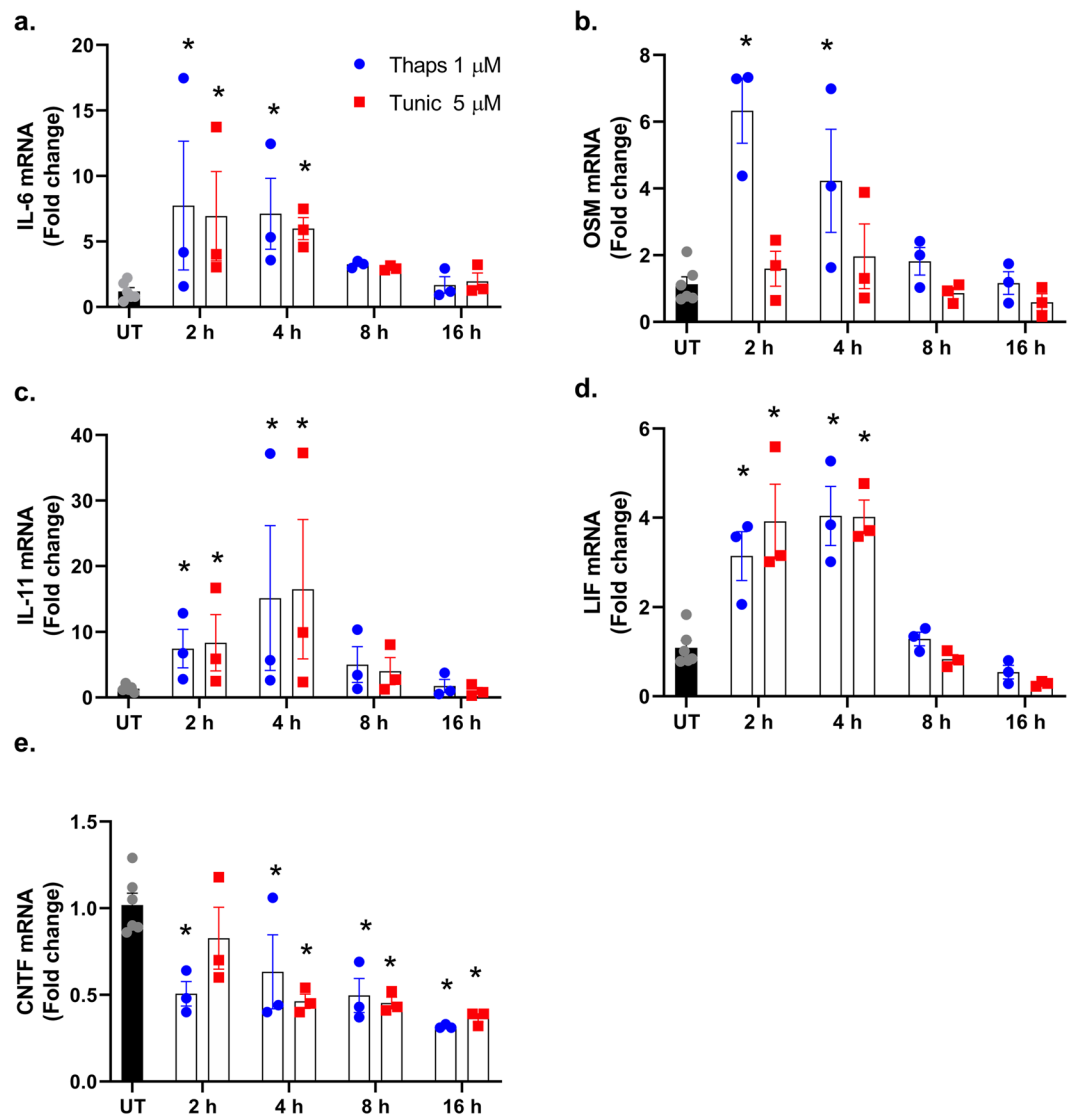 a.
IL-6 mRNA
(Fold change)
20
15
10
5
0
* * * *
Thaps 1 μM
Tunic 5 μM
UT 2 h 4 h 8 h 16 h
b.
OSM mRNA
(Fold change)
8
6
4
2
0
* *
UT 2 h 4 h 8 h 16 h
c.
IL-11 mRNA
(Fold change)
40
30
20
10
0
* * * *
UT 2 h 4 h 8 h 16 h
d.
LIF mRNA
(Fold change)
6
4
2
0
* * * *
UT 2 h 4 h 8 h 16 h
e.
CNTF mRNA
(Fold change)
1.5
1.0
0.5
0.0
* * * * * * *
UT 2 h 4 h 8 h 16 h